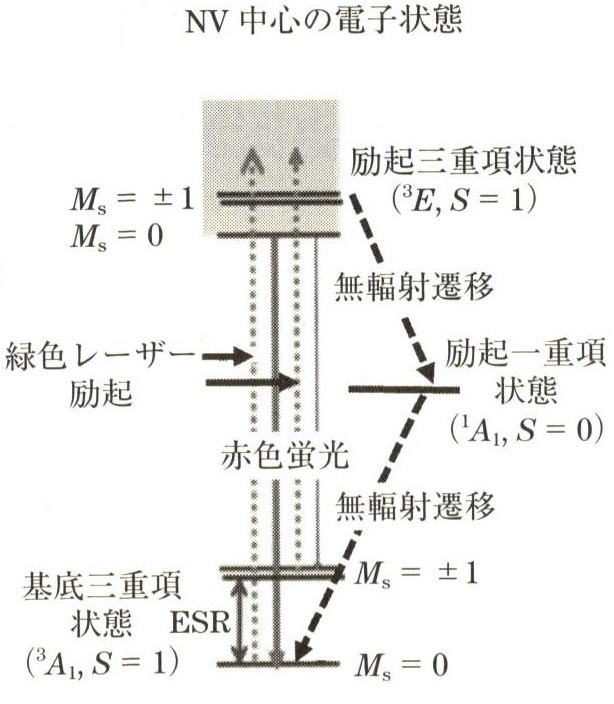 NV 中心の電子状態
励起三重項状態
(³E, S = 1)
Mₛ = ±1
Mₛ = 0
無輻射遷移
緑色レーザー
励起
励起一重項
状態
(¹A₁, S = 0)
赤色蛍光
無輻射遷移
Mₛ = ±1
基底三重項
状態
(³A₁, S = 1)
ESR
Mₛ = 0